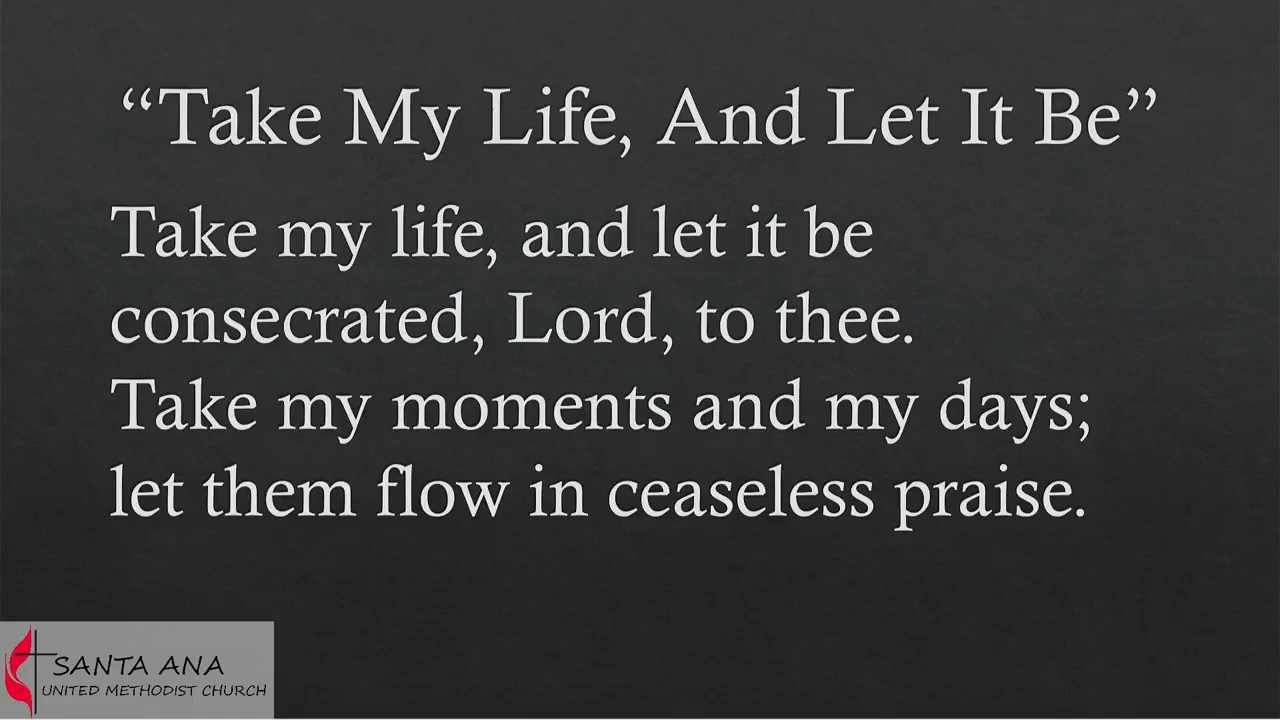 “Take My Life, And Let It Be”
Take my life, and let it be
consecrated, Lord, to thee.
Take my moments and my days;
let them flow in ceaseless praise.
SANTA ANA
UNITED METHODIST CHURCH